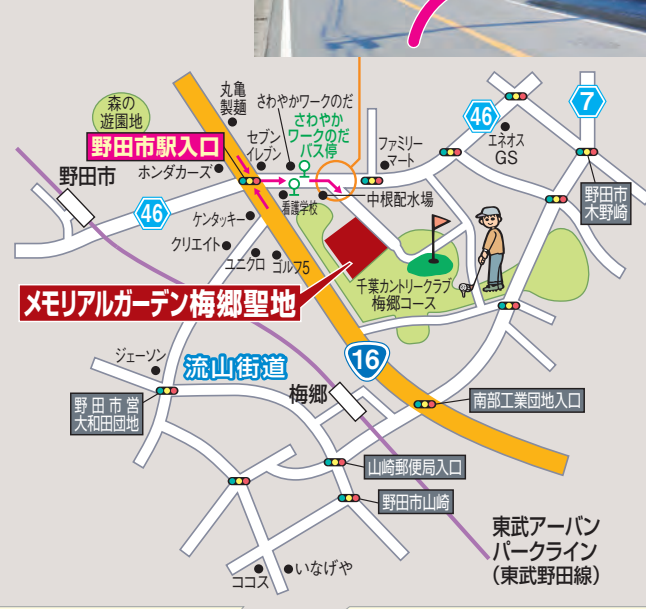 丸亀
製麺
さわやかワークのだ
さわやか
ワークのだ
バス停
森の
遊園地
野田市駅入口
セブン
イレブン
ホンダカーズ
ファミリー
マート
46
エネオス
GS
7
野田市
46
看護学校
中根配水場
野田市
木野崎
ケンタッキー
クリエイト
ユニクロ
ゴルフ5
千葉カントリークラブ
梅郷コース
メモリアルガーデン梅郷聖地
ジェーソン
流山街道
16
梅郷
野田市営
大和田団地
南部工業団地入口
山崎郵便局入口
野田市山崎
東武アーバン
パークライン
(東武野田線)
ココス
いなげや